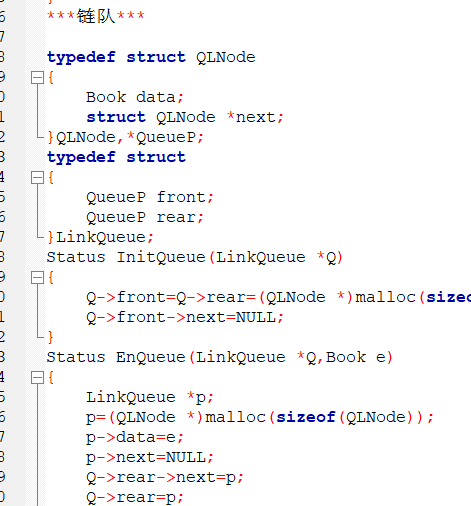 ***链队***
typedef struct QLNode
{
Book data;
struct QLNode *next;
}QLNode,*QueueP;
typedef struct
{
QueueP front;
QueueP rear;
}LinkQueue;
Status InitQueue(LinkQueue *Q)
{
Q->front=Q->rear=(QLNode *)malloc(size
Q->front->next=NULL;
}
Status EnQueue(LinkQueue *Q,Book e)
{
LinkQueue *p;
p=(QLNode *)malloc(sizeof(QLNode));
p->data=e;
p->next=NULL;
Q->rear->next=p;
Q->rear=p;